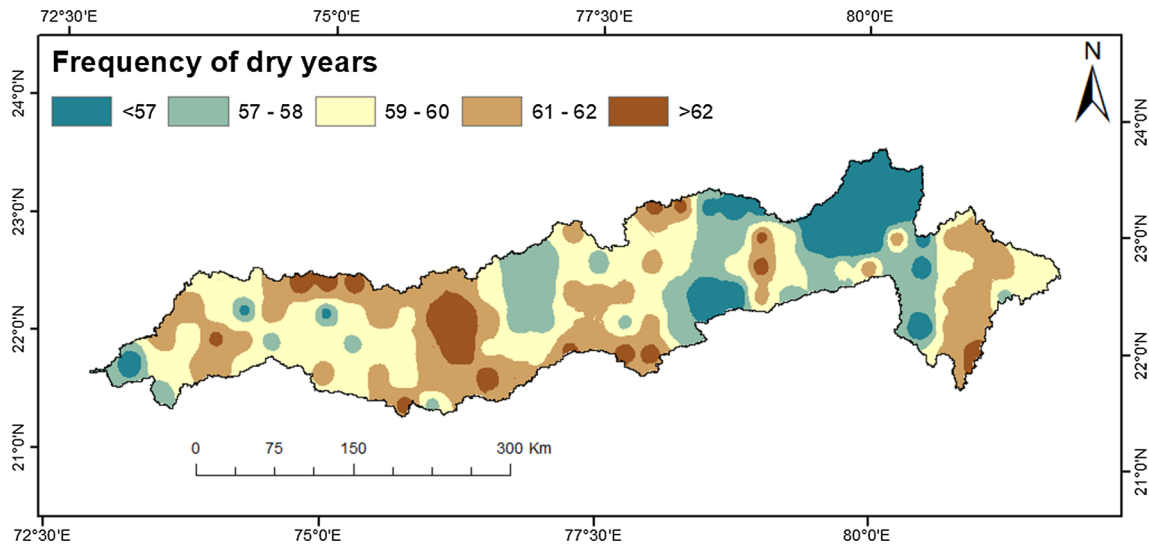 72°30'E 75°0'E 77°30'E 80°0'E
Frequency of dry years
<57 57 - 58 59 - 60 61 - 62 >62
N
24°0'N
24°0'N
23°0'N
23°0'N
22°0'N
22°0'N
21°0'N
21°0'N
0 75 150 300 Km
72°30'E 75°0'E 77°30'E 80°0'E